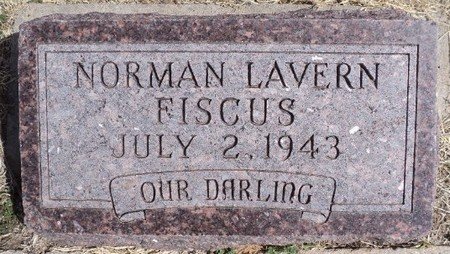 NORMAN LAVERN
FISCUS
JULY 2, 1943
OUR DARLING